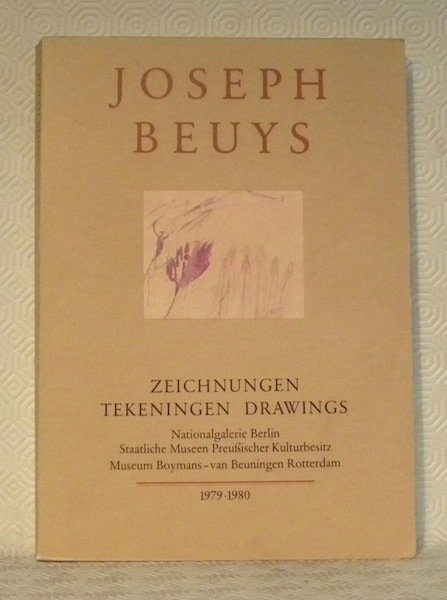 JOSEPH
BEUYS
ZEICHNUNGEN
TEKENINGEN DRAWINGS
Nationalgalerie Berlin
Staatliche Museen Preußischer Kulturbesitz
Museum Boymans–van Beuningen Rotterdam
1979·1980